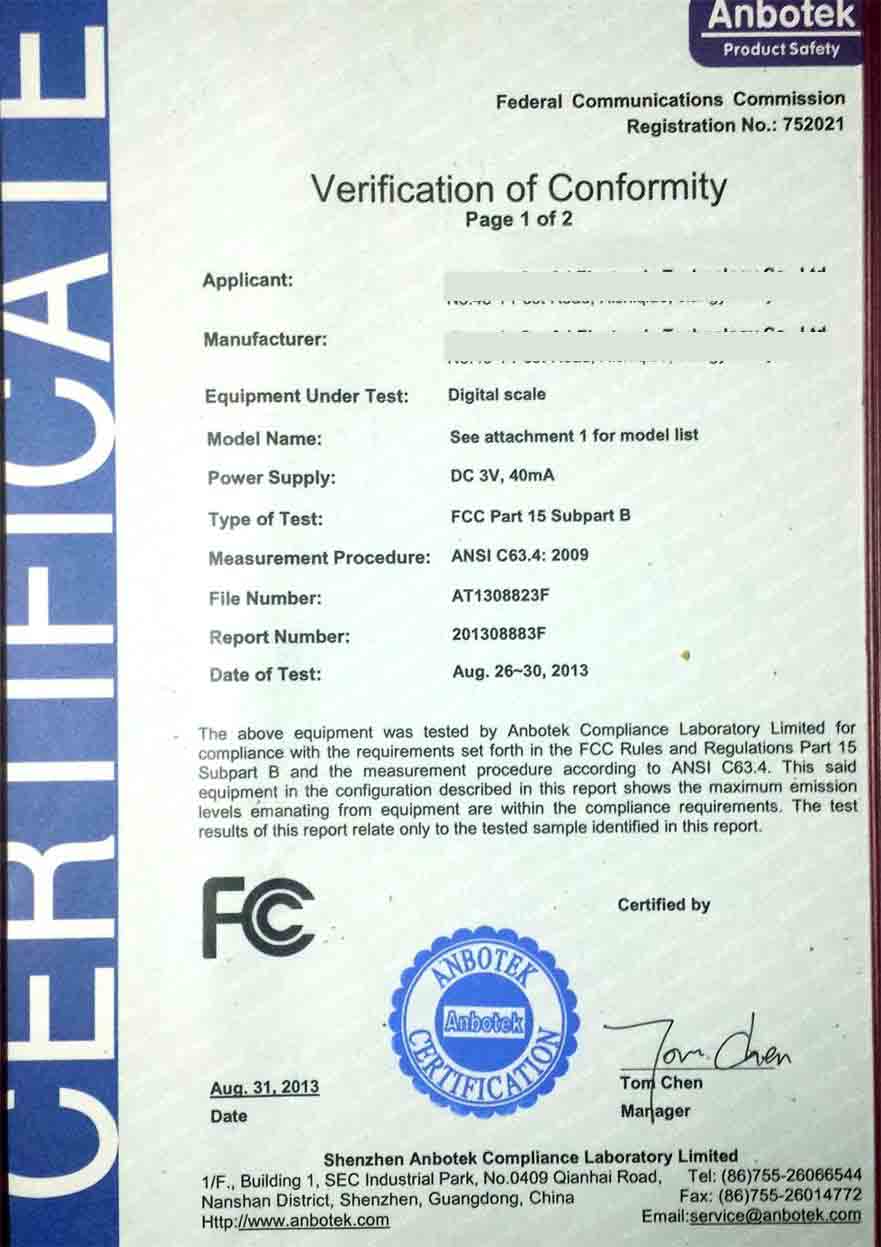 CERTIFICATE
Anbotek
Product Safety
Federal Communications Commission
Registration No.: 752021
Verification of Conformity
Page 1 of 2
Applicant:
Manufacturer:
Equipment Under Test: Digital scale
Model Name: See attachment 1 for model list
Power Supply: DC 3V, 40mA
Type of Test: FCC Part 15 Subpart B
Measurement Procedure: ANSI C63.4: 2009
File Number: AT1308823F
Report Number: 201308883F
Date of Test: Aug. 26~30, 2013
The above equipment was tested by Anbotek Compliance Laboratory Limited for
compliance with the requirements set forth in the FCC Rules and Regulations Part 15
Subpart B and the measurement procedure according to ANSI C63.4. This said
equipment in the configuration described in this report shows the maximum emission
levels emanating from equipment are within the compliance requirements. The test
results of this report relate only to the tested sample identified in this report.
FC
Certified by
ANBOTEK
Anbotek
CERTIFICATION
Tom Chen
Aug. 31, 2013
Tom Chen
Date
Manager
Shenzhen Anbotek Compliance Laboratory Limited
1/F., Building 1, SEC Industrial Park, No.0409 Qianhai Road, Tel: (86)755-26066544
Nanshan District, Shenzhen, Guangdong, China Fax: (86)755-26014772
Http://www.anbotek.com Email:service@anbotek.com